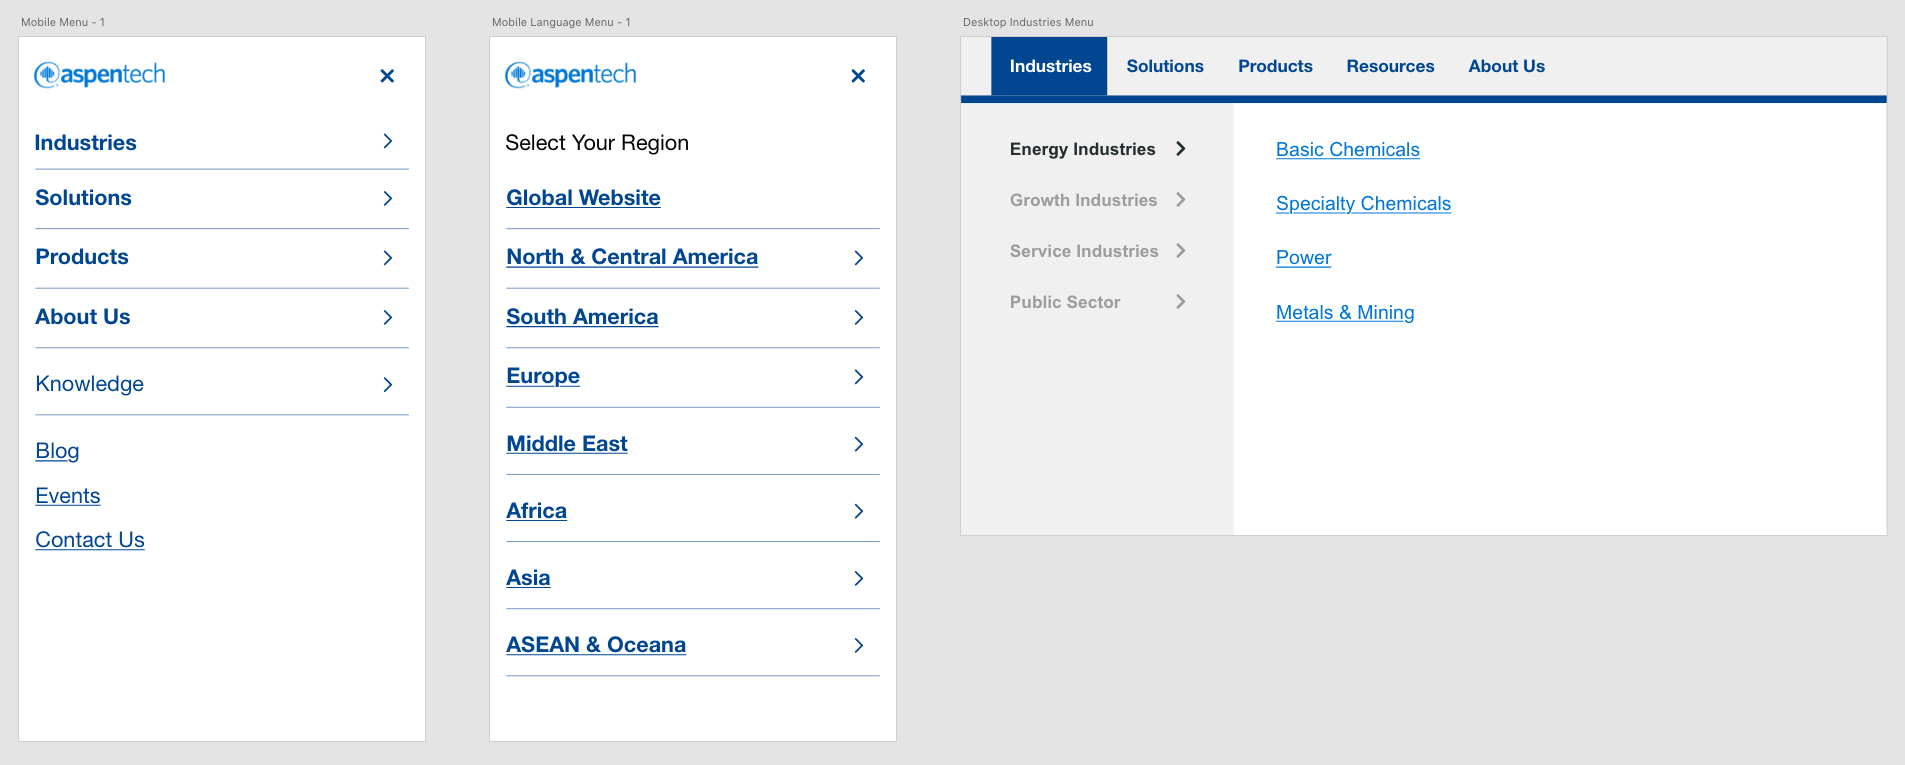 Mobile Menu - 1
aspentech
Industries
Solutions
Products
About Us
Knowledge
Blog
Events
Contact Us
Mobile Language Menu - 1
aspentech
Select Your Region
Global Website
North & Central America
South America
Europe
Middle East
Africa
Asia
ASEAN & Oceana
Desktop Industries Menu
Industries Solutions Products Resources About Us
Energy Industries
Growth Industries
Service Industries
Public Sector
Basic Chemicals
Specialty Chemicals
Power
Metals & Mining